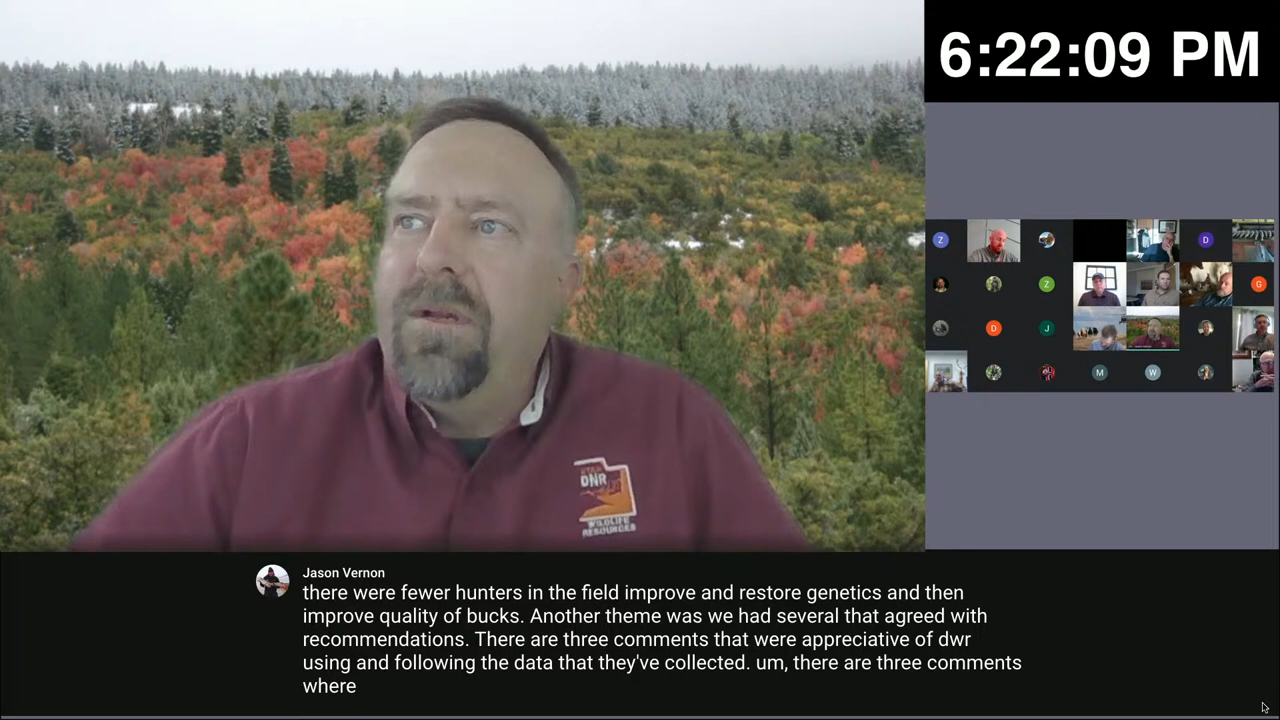 6:22:09 PM
Z
D
Z
G
D
J
M
W
UTAH
DNR
WILDLIFE
RESOURCES
Jason Vernon
there were fewer hunters in the field improve and restore genetics and then
improve quality of bucks. Another theme was we had several that agreed with
recommendations. There are three comments that were appreciative of dwr
using and following the data that they've collected. um, there are three comments
where